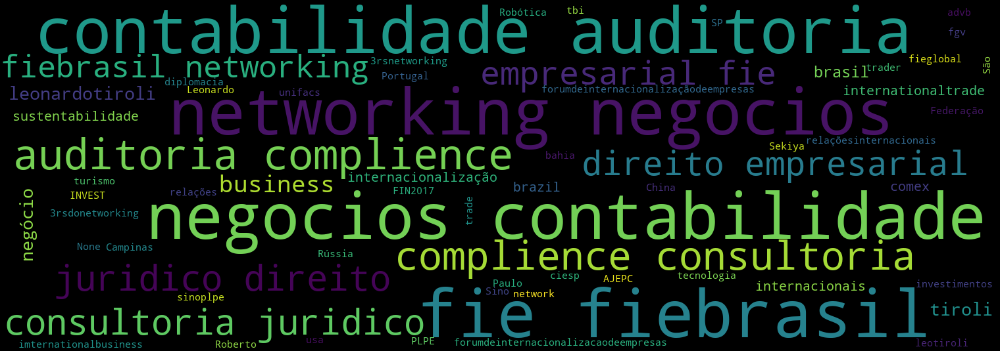 Robótica tbi SP advb
contabilidade auditoria fgv
fiebrasil networking 3rsnetworking empresarial fie brasil trader fieglobal São
diplomacia Portugal
leonardotiroli Leonardo unifacs forumdeinternacionalizaçãodeempresas internationaltrade
sustentabilidade networking negocios Federação
auditoria complience bahia Sekiya relaçõesinternacionais
direito empresarial
turismo business internacionalização brazil China comex
INVEST relações FIN2017
negócio 3rsdonetworking negocios trade contabilidade
None Campinas Rússia complience consultoria
juridico direito Paulo ciesp AJEPC tecnologia
sinoplpe Sino network internacionais investimentos
consultoria juridico fie fiebrasil tiroli
imternationalbusiness Roberto usa PLPE forumdeinternacionalizacaodeempresas leotiroli